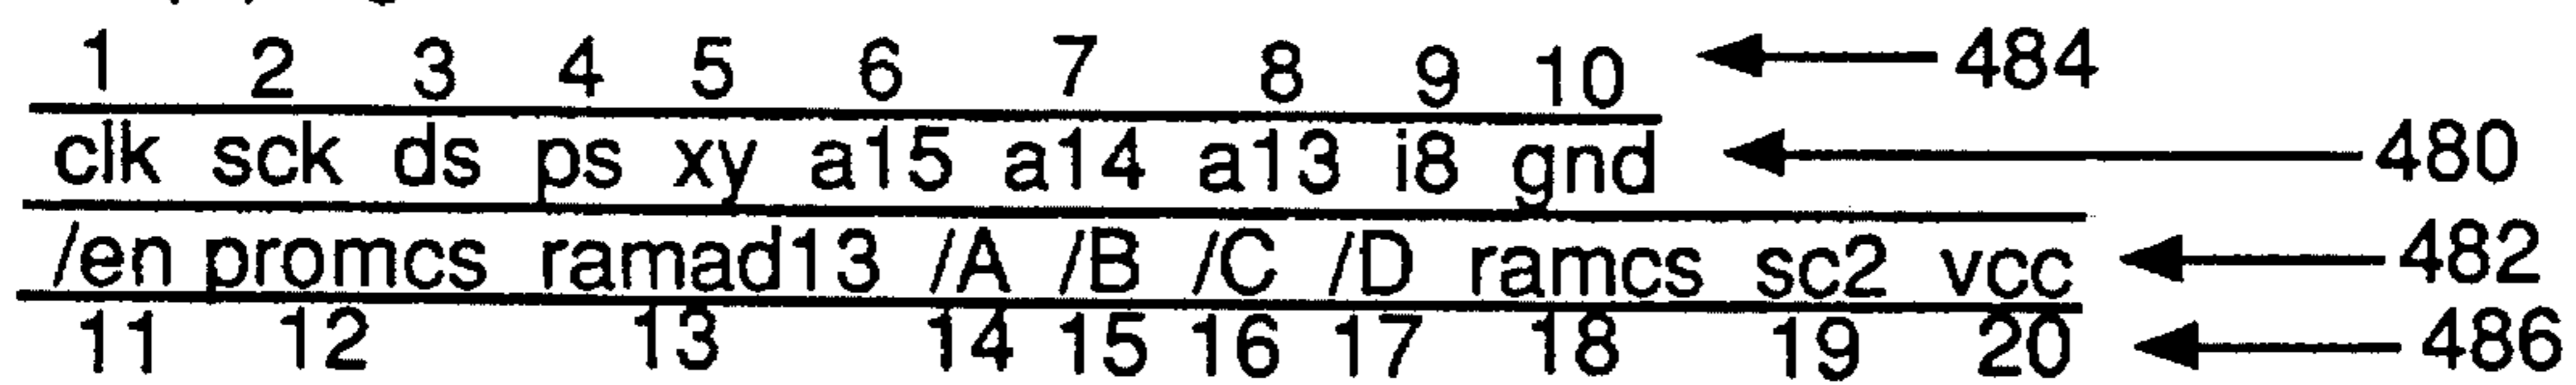 1 2 3 4 5 6 7 8 9 10 484
clk sck ds ps xy a15 a14 a13 i8 gnd 480
/en promcs ramad13 /A /B /C /D ramcs sc2 vcc 482
11 12 13 14 15 16 17 18 19 20 486